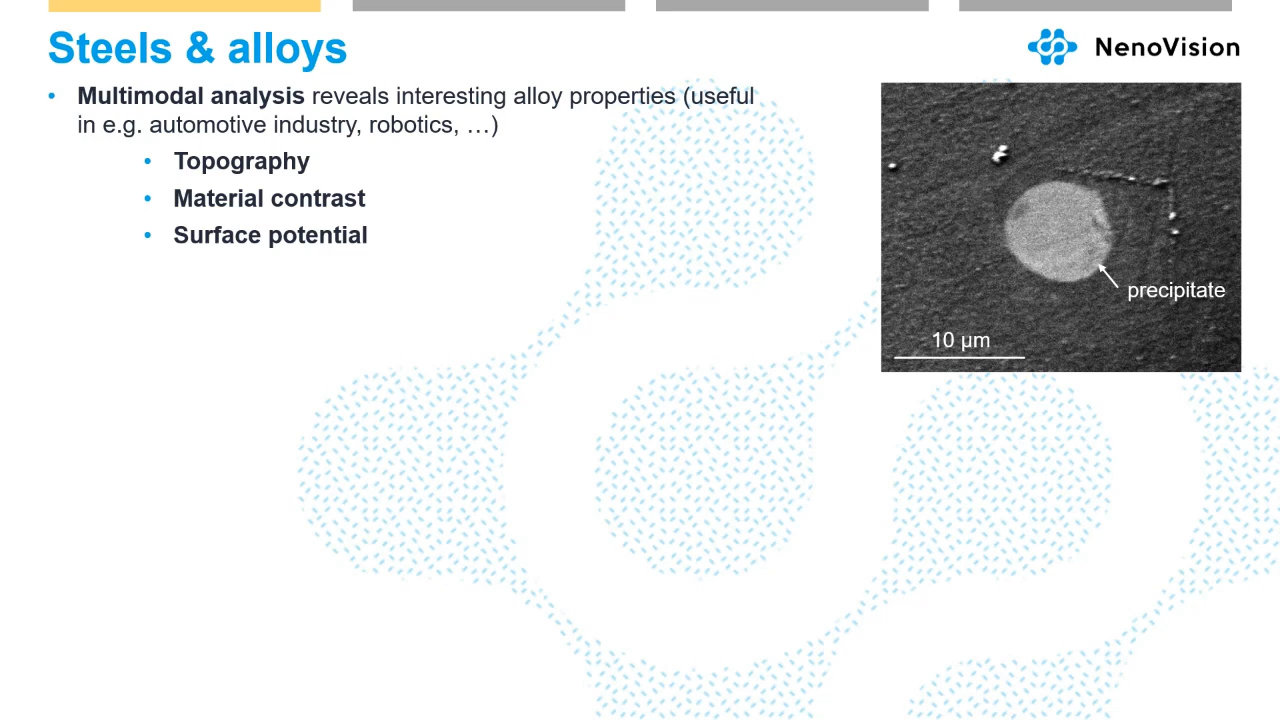 Steels & alloys
NenoVision
• Multimodal analysis reveals interesting alloy properties (useful
in e.g. automotive industry, robotics, …)
• Topography
• Material contrast
• Surface potential
precipitate
10 µm